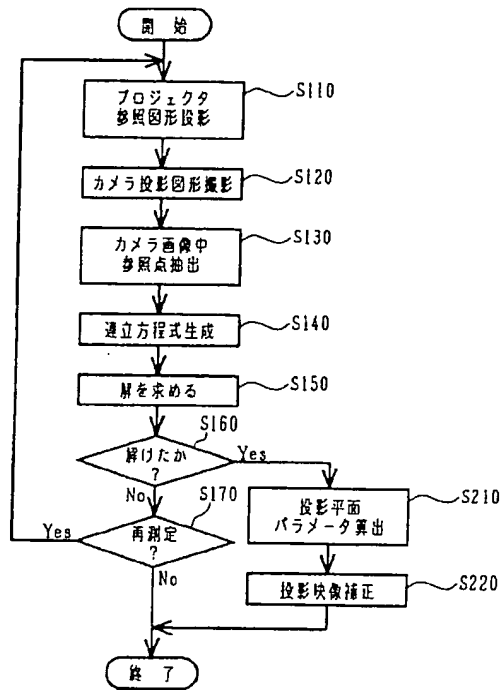 開 始
プロジェクタ
参照図形投影
S110
カメラ投影図形撮影
S120
カメラ画像中
参照点抽出
S130
連立方程式生成
S140
解を求める
S150
S160
解けたか
?
Yes
No
S170
再測定
?
Yes
No
投影平面
パラメータ算出
S210
投影映像補正
S220
終 了